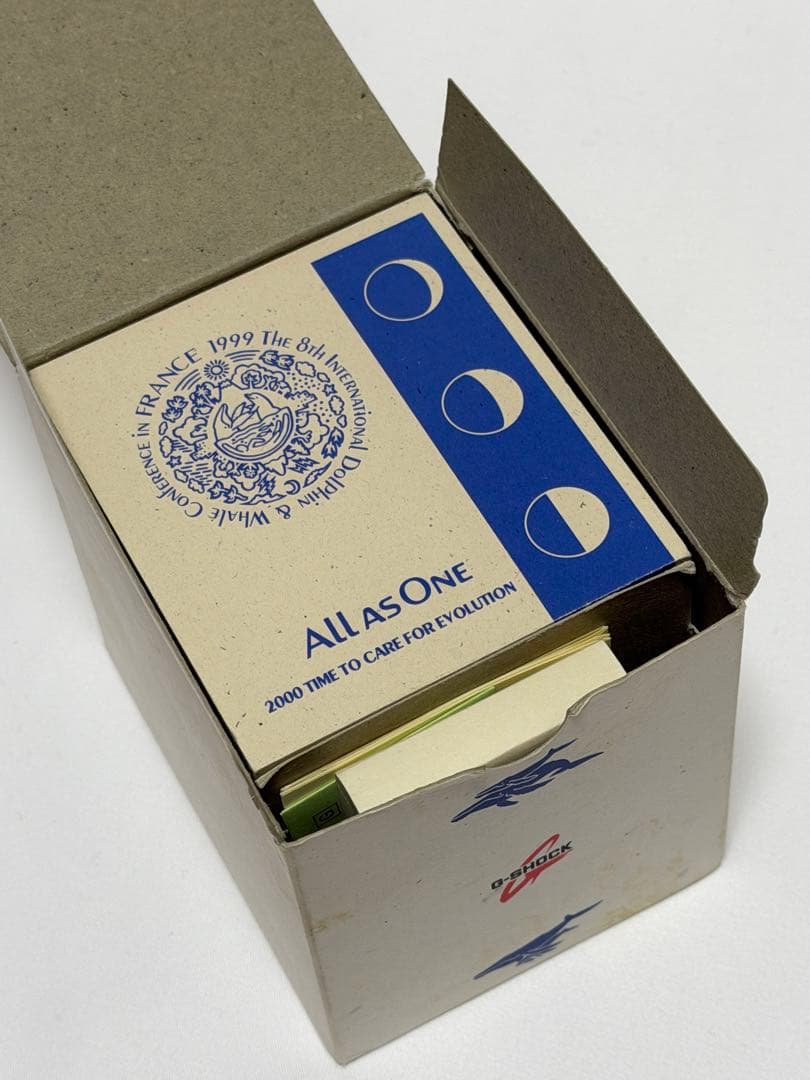 CONFERENCE IN FRANCE 1999 THE 8TH INTERNATIONAL DOLPHIN & WHALE
ALL AS ONE
2000 TIME TO CARE FOR EVOLUTION
G
G-SHOCK